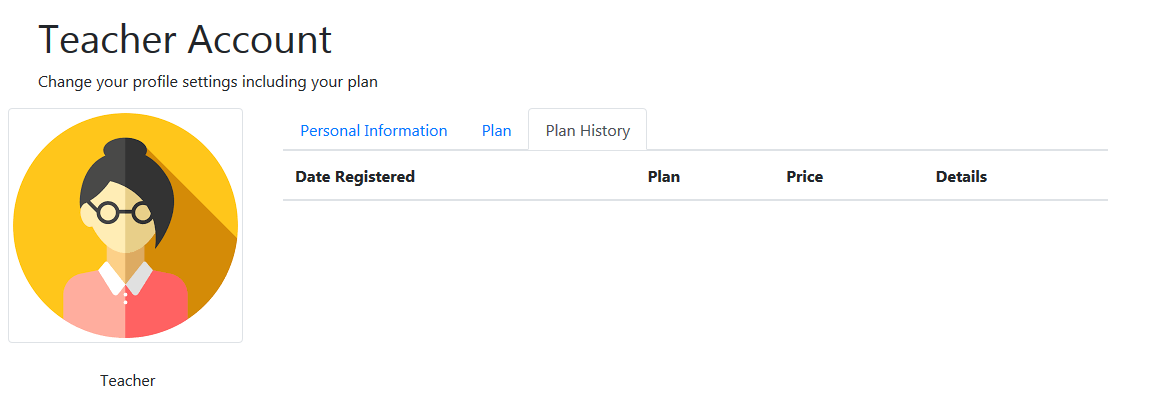 Teacher Account
Change your profile settings including your plan
Personal Information Plan Plan History
Date Registered Plan Price Details
Teacher